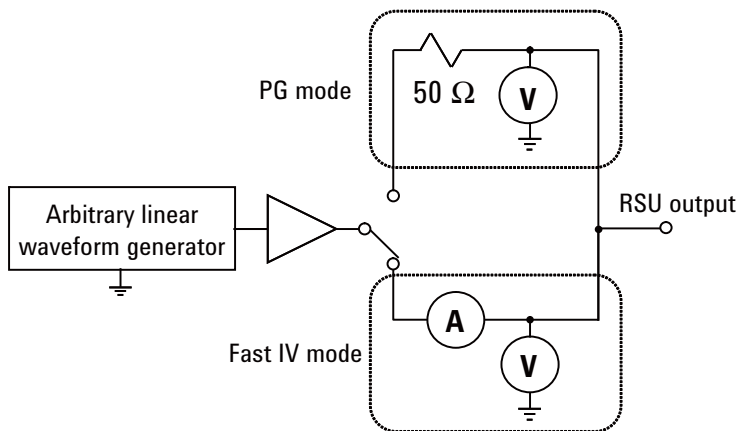 PG mode
50 Ω
V
Arbitrary linear
waveform generator
RSU output
A
Fast IV mode
V